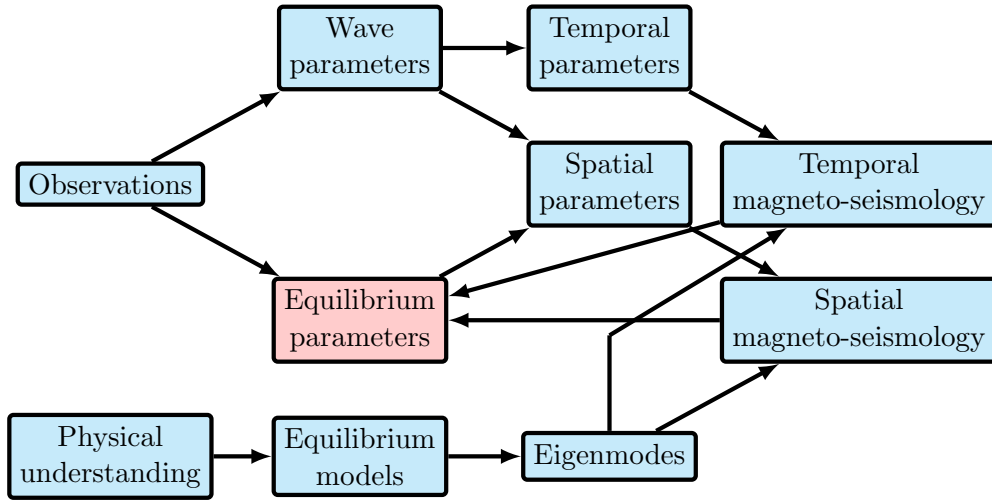 Wave
parameters
Temporal
parameters
Observations
Spatial
parameters
Temporal
magneto-seismology
Equilibrium
parameters
Spatial
magneto-seismology
Physical
understanding
Equilibrium
models
Eigenmodes